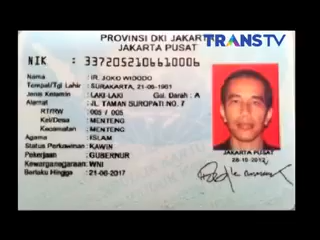 PROVINSI DKI JAKARTA
JAKARTA PUSAT
TRANSTV
NIK : 3372052106610006
Nama : IR. JOKO WIDODO
Tempat/Tgl Lahir : SURAKARTA, 21-06-1961
Jenis Kelamin : LAKI-LAKI Gol. Darah : A
Alamat : JL. TAMAN SUROPATI NO. 7
RT/RW : 005 / 005
Kel/Desa : MENTENG
Kecamatan : MENTENG
Agama : ISLAM
Status Perkawinan : KAWIN
Pekerjaan : GUBERNUR
Kewarganegaraan : WNI
Berlaku Hingga : 21-06-2017
JAKARTA PUSAT
28-10-2012